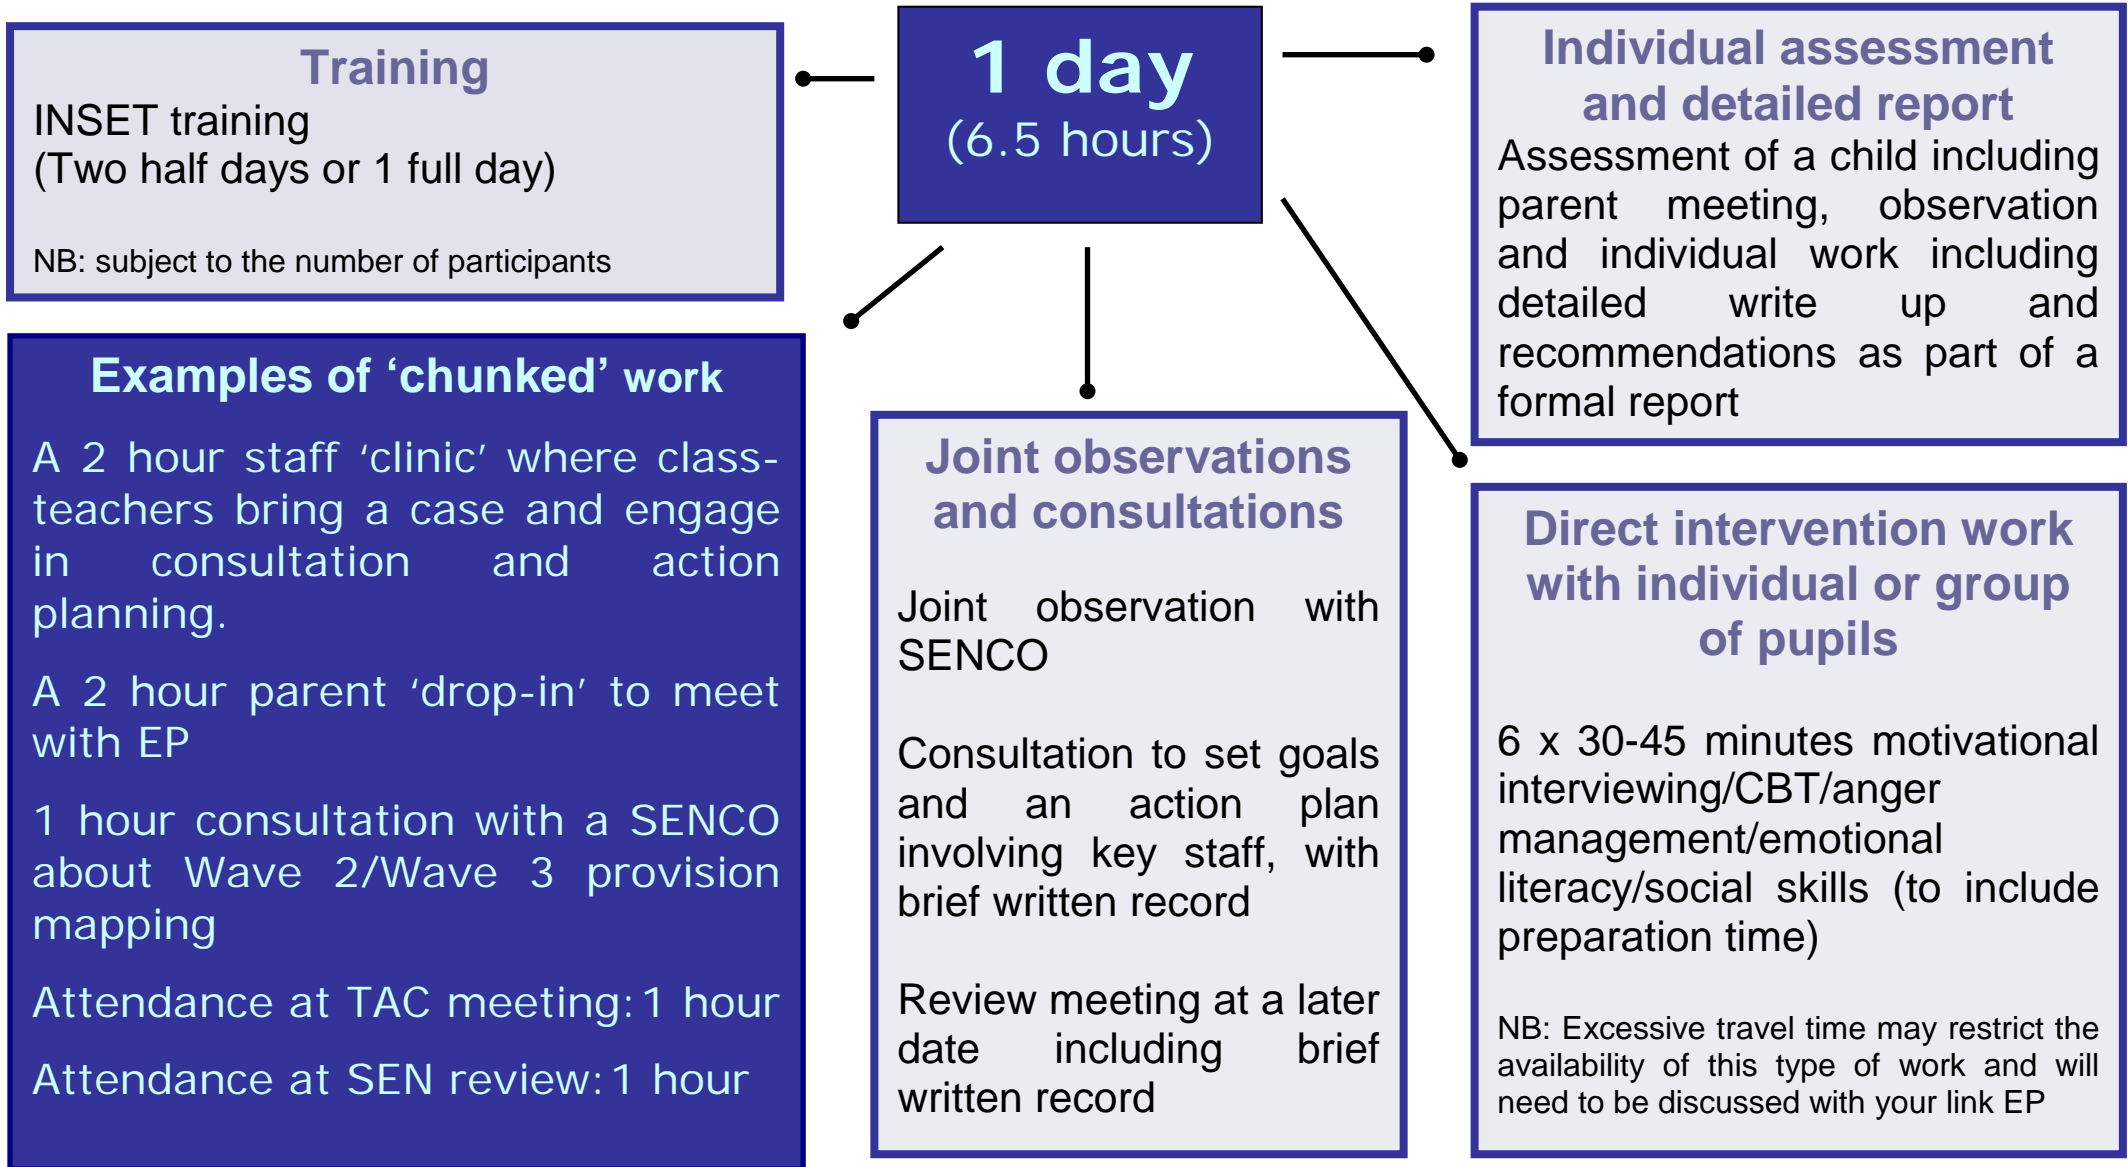 Training
INSET training
(Two half days or 1 full day)
NB: subject to the number of participants
1 day
(6.5 hours)
Individual assessment
and detailed report
Assessment of a child including
parent meeting, observation
and individual work including
detailed write up and
recommendations as part of a
formal report
Examples of ‘chunked’ work
A 2 hour staff ‘clinic’ where class-
teachers bring a case and engage
in consultation and action
planning.
A 2 hour parent ‘drop-in’ to meet
with EP
1 hour consultation with a SENCO
about Wave 2/Wave 3 provision
mapping
Attendance at TAC meeting:1 hour
Attendance at SEN review:1 hour
Joint observations
and consultations
Joint observation with
SENCO
Consultation to set goals
and an action plan
involving key staff, with
brief written record
Review meeting at a later
date including brief
written record
Direct intervention work
with individual or group
of pupils
6 x 30-45 minutes motivational
interviewing/CBT/anger
management/emotional
literacy/social skills (to include
preparation time)
NB: Excessive travel time may restrict the
availability of this type of work and will
need to be discussed with your link EP